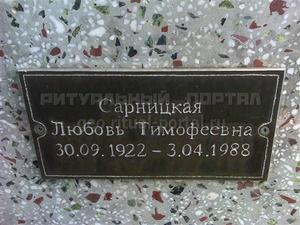 РИТУАЛЬНЫЙ ПОРТАЛ
Сарницкая
Любовь Тимофеевна
30.09.1922 – 3.04.1988